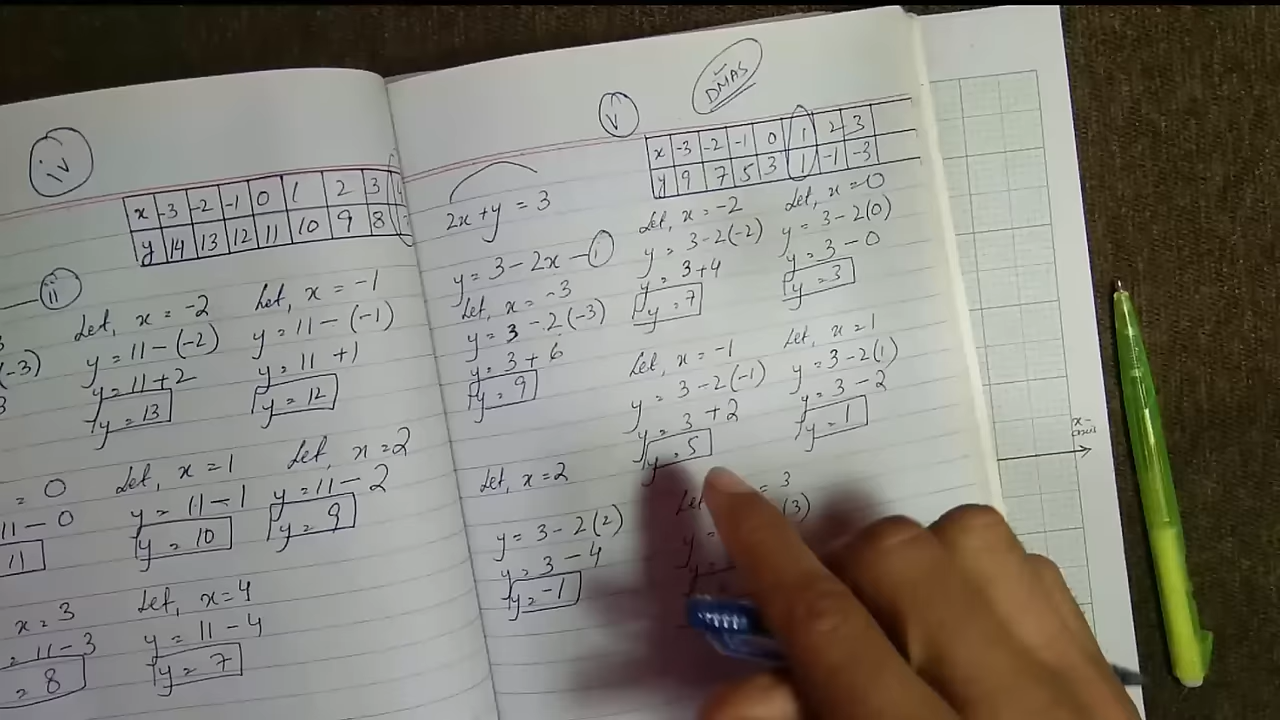 iv
x -3 -2 -1 0 1 2 3
y 14 13 12 11 10 9 8
ii
(-3)
Let, x = -2
y = 11 - (-2)
y = 11 + 2
y = 13
Let, x = -1
y = 11 - (-1)
y = 11 + 1
y = 12
= 0
11 - 0
11
Let, x = 1
y = 11 - 1
y = 10
Let, x = 2
y = 11 - 2
y = 9
x = 3
= 11 - 3
= 8
Let, x = 4
y = 11 - 4
y = 7
v
DMAS
x -3 -2 -1 0 1 2 3
y 9 7 5 3 1 -1 -3
2x + y = 3
y = 3 - 2x - i
Let, x = -3
y = 3 - 2(-3)
y = 3 + 6
y = 9
Let, x = -2
y = 3 - 2(-2)
y = 3 + 4
y = 7
Let, x = 0
y = 3 - 2(0)
y = 3 - 0
y = 3
Let, x = -1
y = 3 - 2(-1)
y = 3 + 2
y = 5
Let, x = 1
y = 3 - 2(1)
y = 3 - 2
y = 1
Let, x = 2
y = 3 - 2(2)
y = 3 - 4
y = -1
= 3
(3)
y =
x-axis